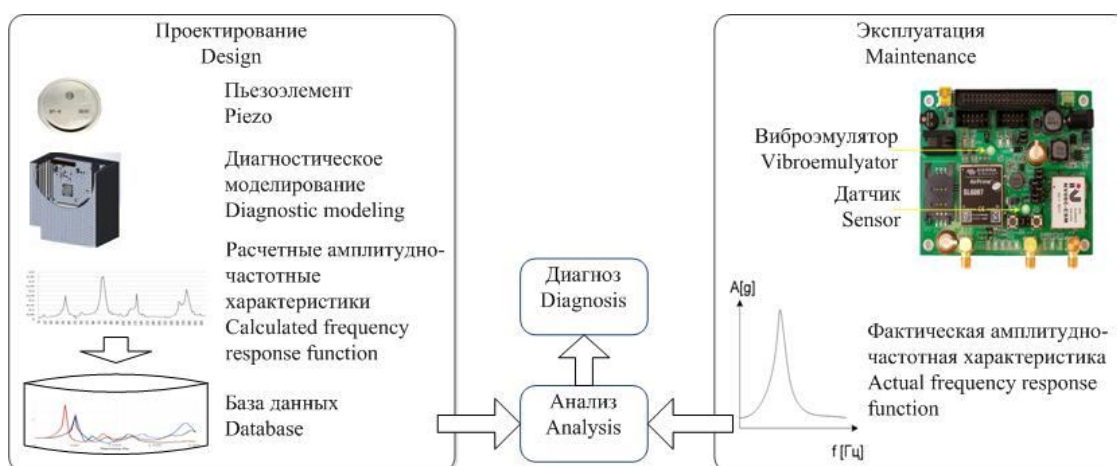 Проектирование
Design
Пьезоэлемент
Piezo
Диагностическое
моделирование
Diagnostic modeling
Расчетные амплитудно-
частотные
характеристики
Calculated frequency
response function
База данных
Database
Диагноз
Diagnosis
Анализ
Analysis
Эксплуатация
Maintenance
Виброэмулятор
Vibroemulyator
Датчик
Sensor
A[g]
f [Гц]
Фактическая амплитудно-
частотная характеристика
Actual frequency response
function